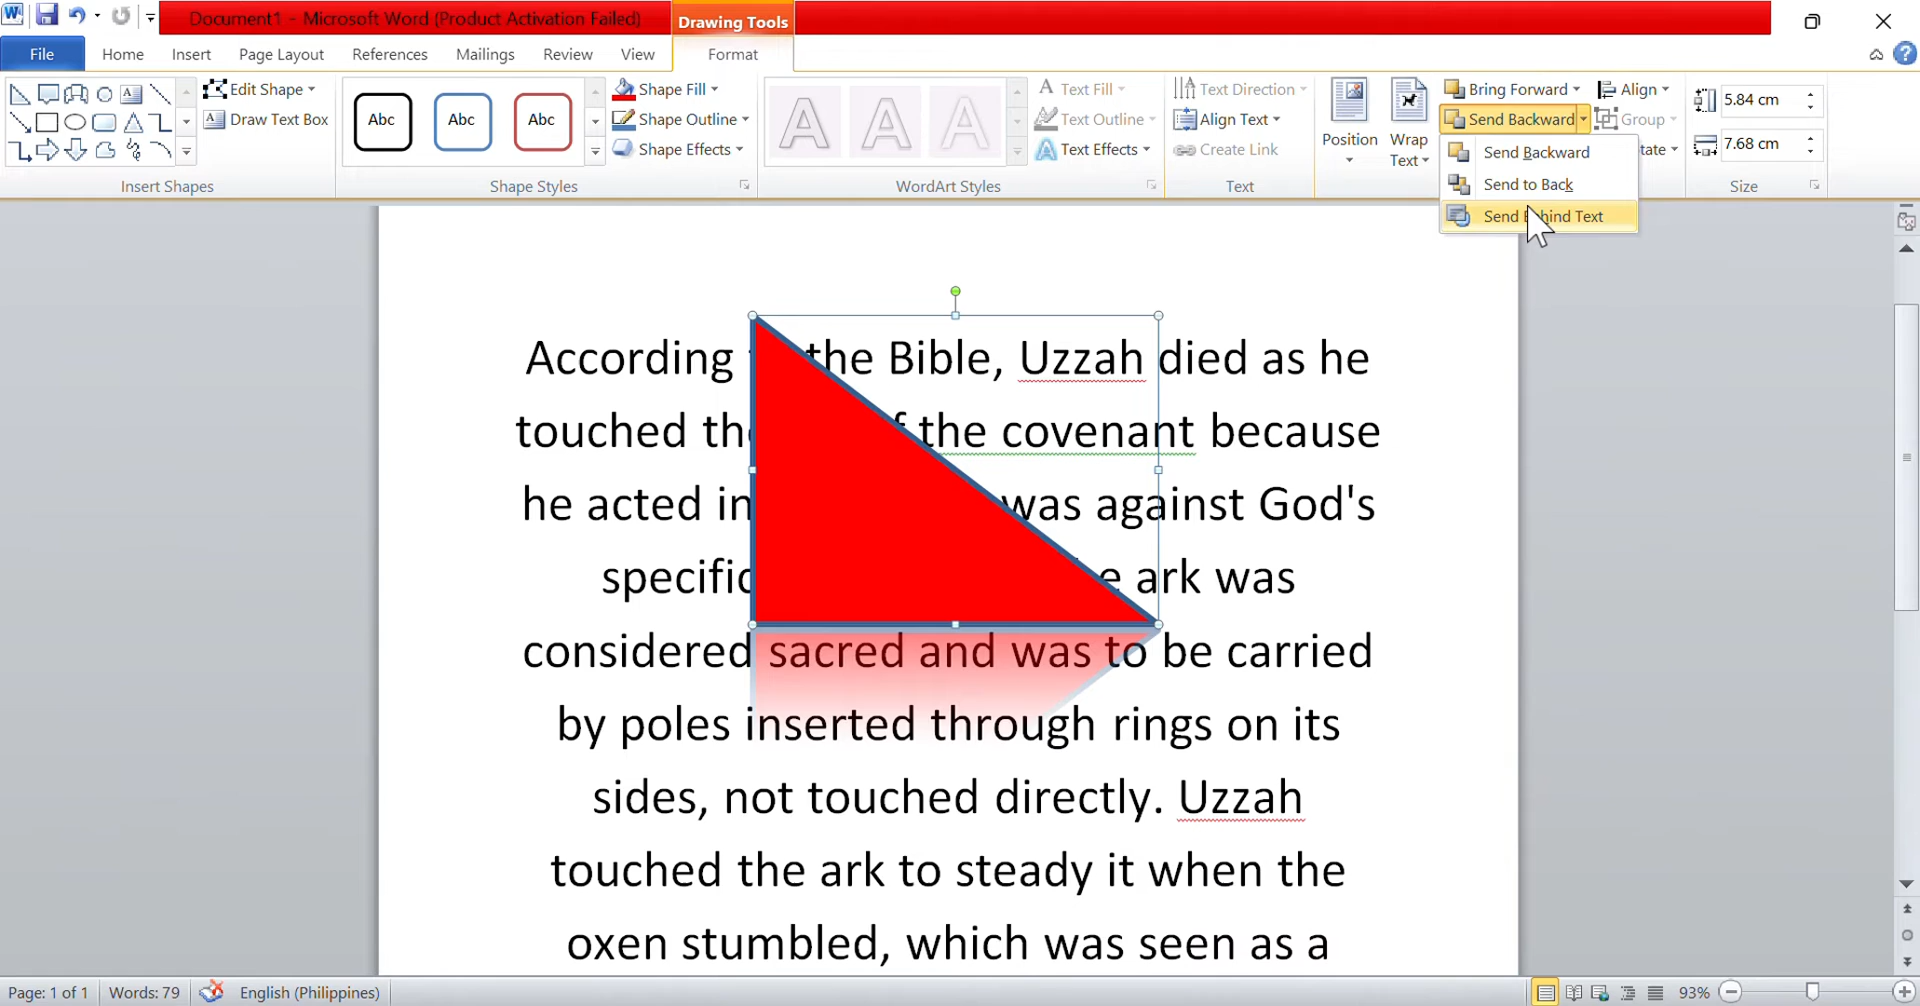 Document1 - Microsoft Word (Product Activation Failed)
Drawing Tools
File Home Insert Page Layout References Mailings Review View Format
Edit Shape
Draw Text Box
Insert Shapes
Abc Abc Abc
Shape Fill
Shape Outline
Shape Effects
Shape Styles
WordArt Styles
Text Fill
Text Outline
Text Effects
Text Direction
Align Text
Create Link
Text
Position
Wrap
Text
Bring Forward
Send Backward
Align
Group
tate
Send Backward
Send to Back
Send Behind Text
5.84 cm
7.68 cm
Size
According the Bible, Uzzah died as he
touched the f the covenant because
he acted in was against God's
specific e ark was
considered sacred and was to be carried
by poles inserted through rings on its
sides, not touched directly. Uzzah
touched the ark to steady it when the
oxen stumbled, which was seen as a
Page: 1 of 1 Words: 79 English (Philippines) 93%